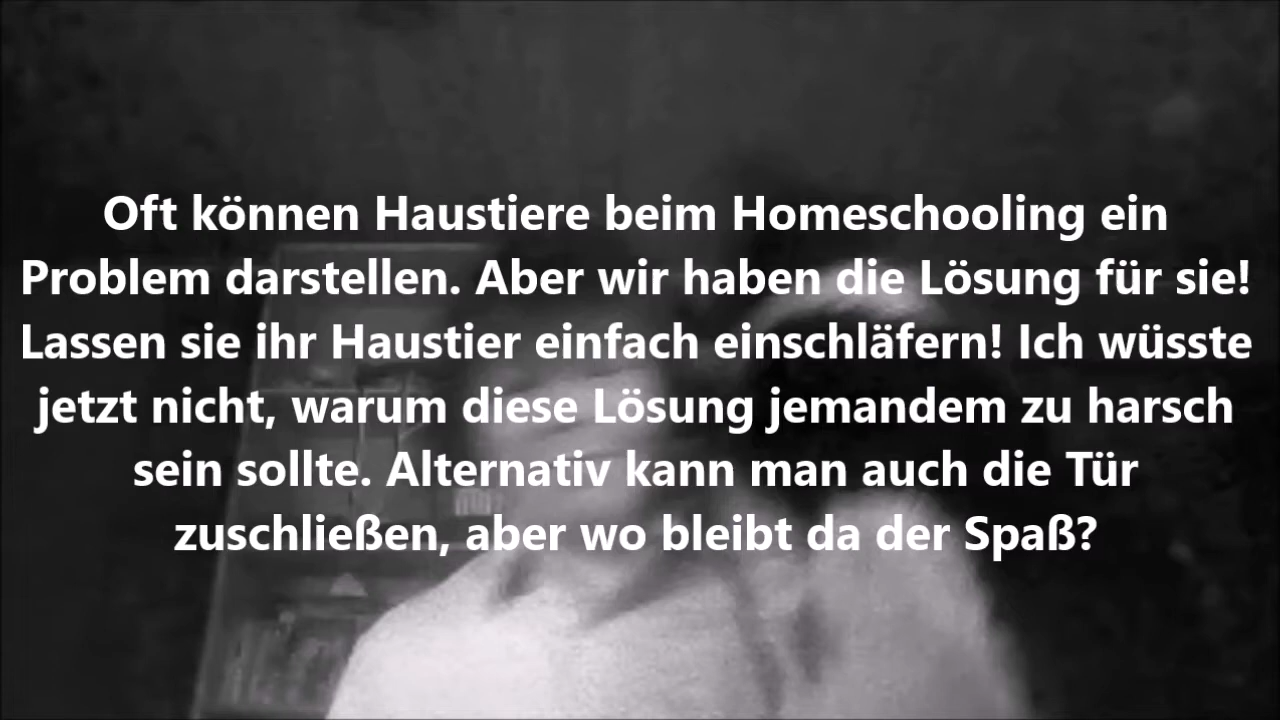 Oft können Haustiere beim Homeschooling ein
Problem darstellen. Aber wir haben die Lösung für sie!
Lassen sie ihr Haustier einfach einschläfern! Ich wüsste
jetzt nicht, warum diese Lösung jemandem zu harsch
sein sollte. Alternativ kann man auch die Tür
zuschließen, aber wo bleibt da der Spaß?